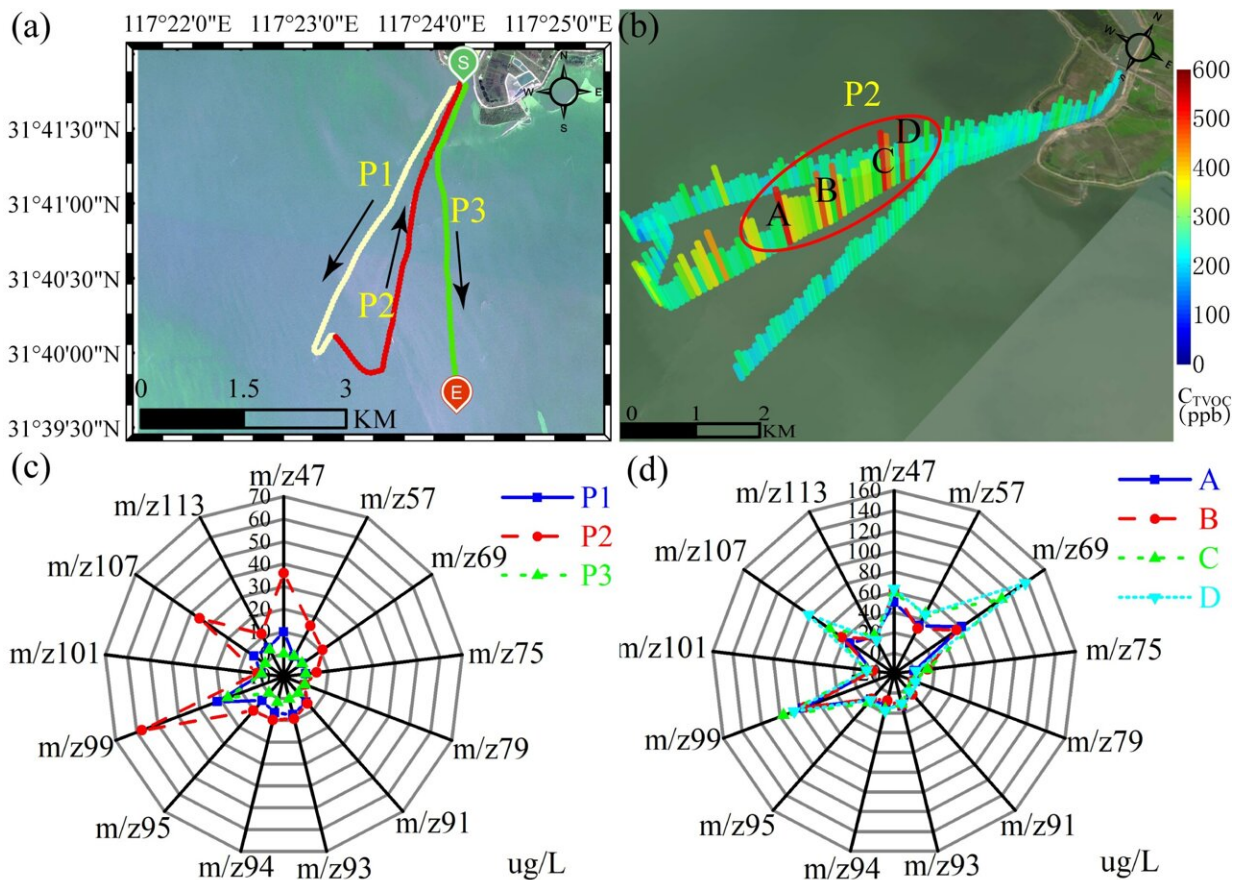 (a)
117°22'0"E 117°23'0"E 117°24'0"E 117°25'0"E
31°41'30"N
31°41'00"N
31°40'30"N
31°40'00"N
31°39'30"N
S
N
W E
S
P1
P2
P3
E
0 1.5 3
KM
(b)
P2
A
B
C
D
N
W E
S
600
500
400
300
200
100
0
CTVOC
(ppb)
0 1 2
KM
(c)
m/z47
m/z57
m/z69
m/z75
m/z79
m/z91
m/z93
m/z94
m/z95
m/z99
m/z101
m/z107
m/z113
70
60
50
40
30
20
10
0
P1
P2
P3
ug/L
(d)
m/z47
m/z57
m/z69
m/z75
m/z79
m/z91
m/z93
m/z94
m/z95
m/z99
m/z101
m/z107
m/z113
160
140
120
100
80
60
40
20
0
A
B
C
D
ug/L